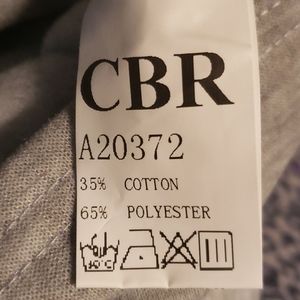 CBR
A20372
35% COTTON
65% POLYESTER